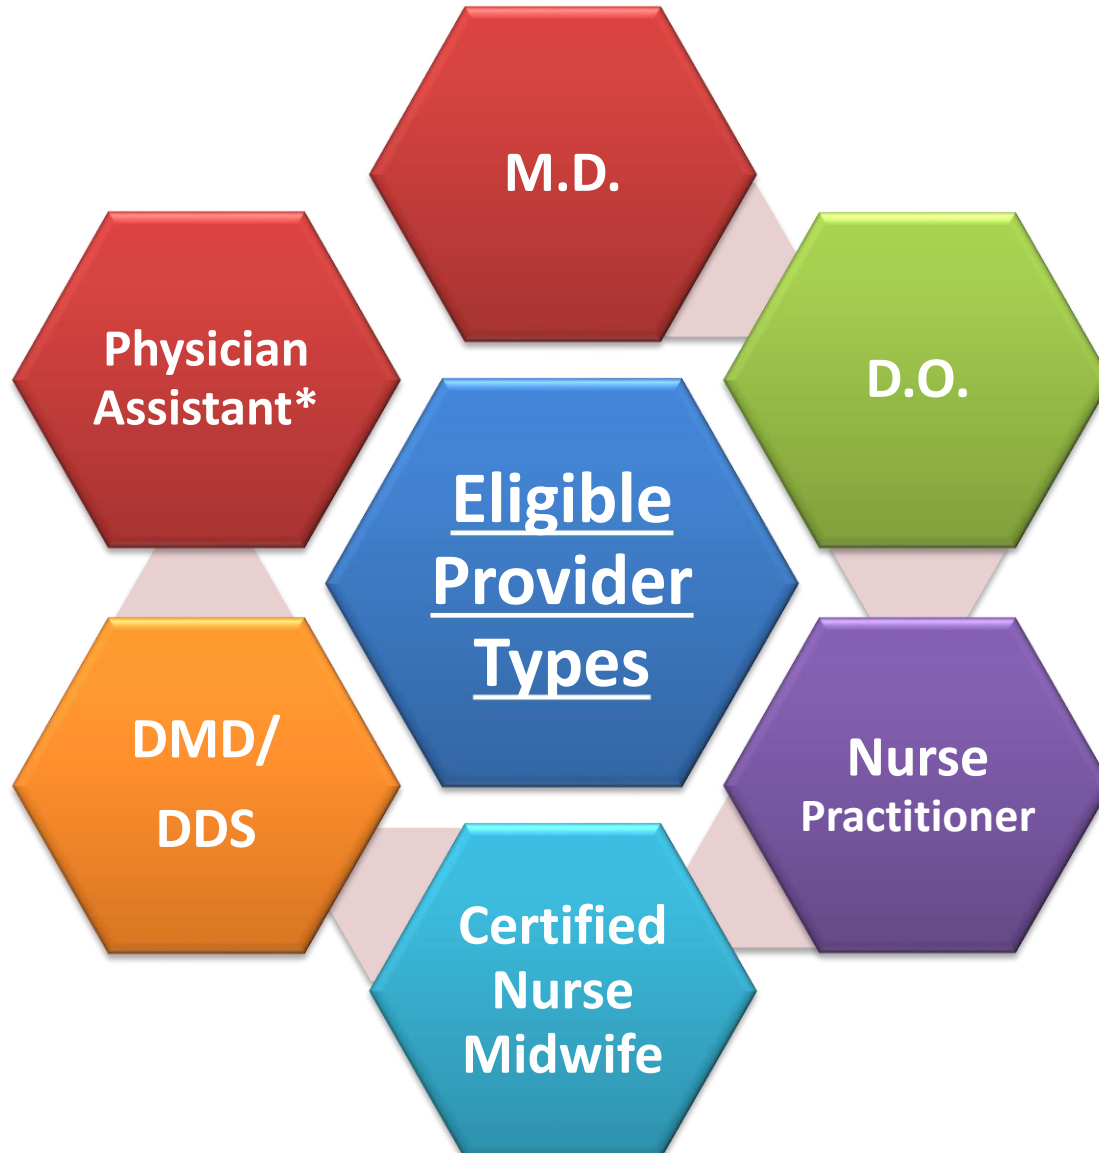 M.D.
D.O.
Physician
Assistant*
Eligible
Provider
Types
DMD/
DDS
Nurse
Practitioner
Certified
Nurse
Midwife